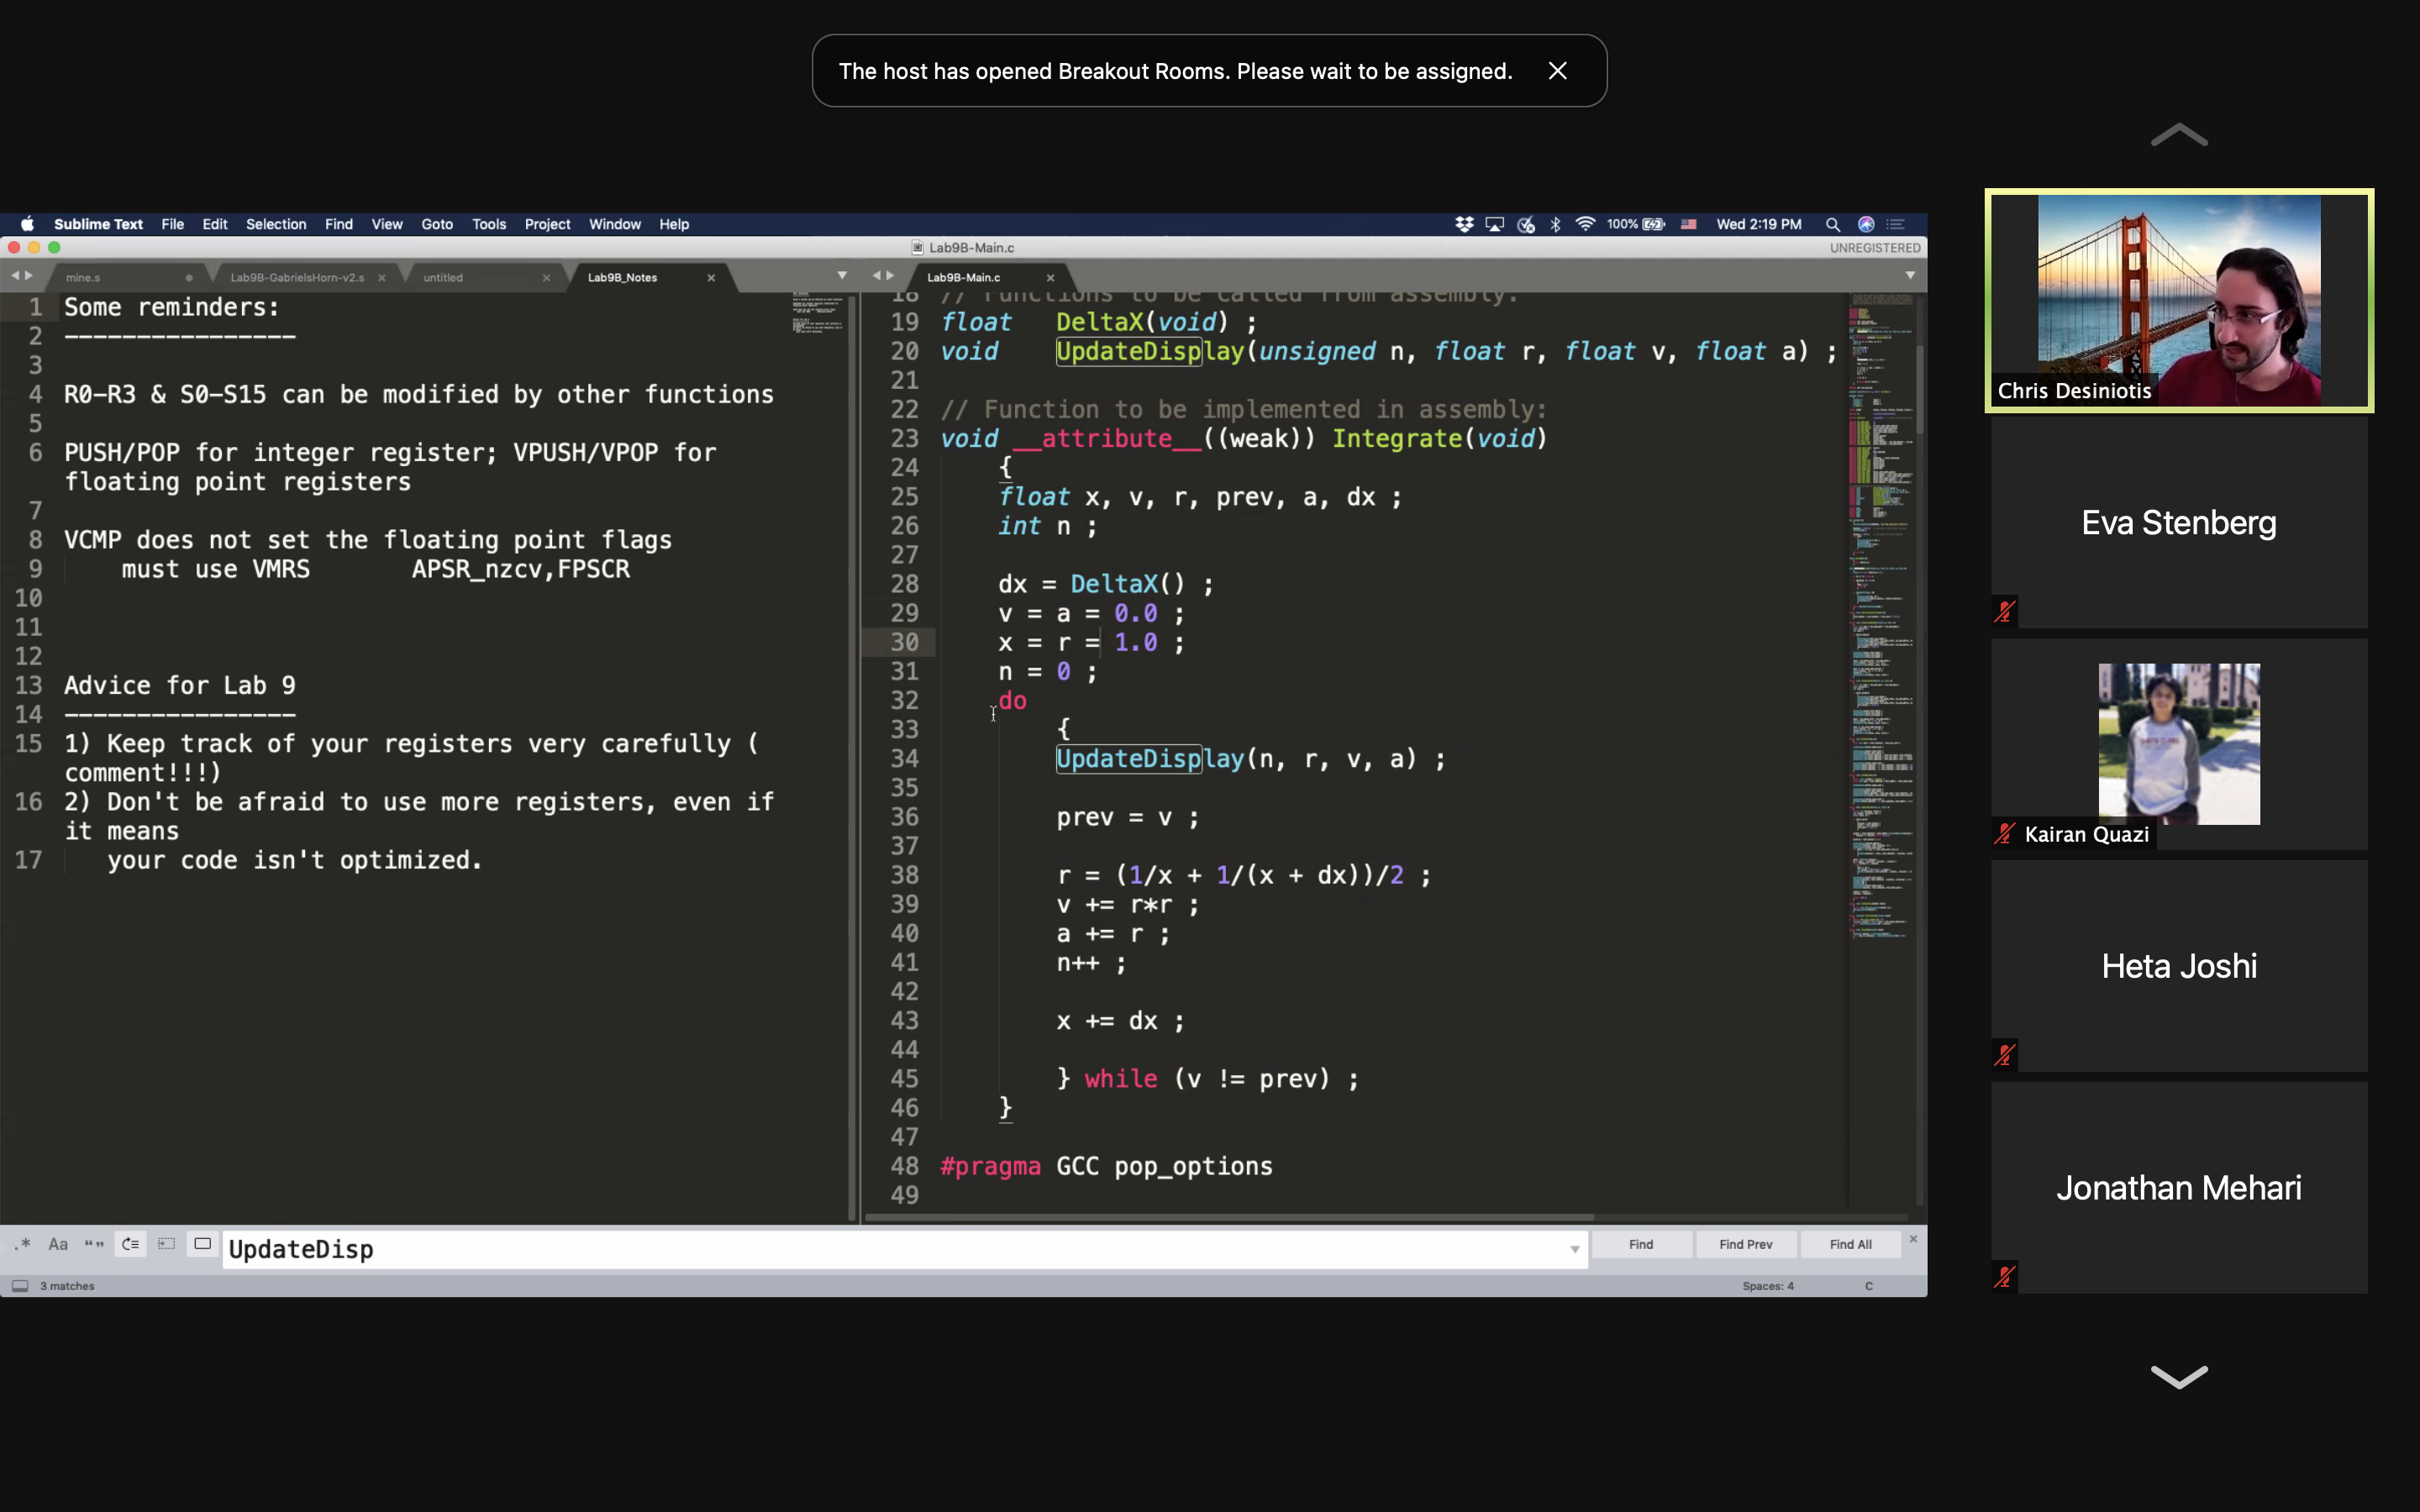 The host has opened Breakout Rooms. Please wait to be assigned.
Sublime Text File Edit Selection Find View Goto Tools Project Window Help
100% Wed 2:19 PM
Lab9B-Main.c
UNREGISTERED
mine.s
Lab9B-GabrielsHorn-v2.s
untitled
Lab9B_Notes
Lab9B-Main.c
1 Some reminders:
2 ----------------
3
4 R0-R3 & S0-S15 can be modified by other functions
5
6 PUSH/POP for integer register; VPUSH/VPOP for
floating point registers
7
8 VCMP does not set the floating point flags
9 must use VMRS APSR_nzcv,FPSCR
10
11
12
13 Advice for Lab 9
14 ----------------
15 1) Keep track of your registers very carefully (
comment!!!)
16 2) Don't be afraid to use more registers, even if
it means
17 your code isn't optimized.
18 // Functions to be called from assembly:
19 float DeltaX(void) ;
20 void UpdateDisplay(unsigned n, float r, float v, float a) ;
21
22 // Function to be implemented in assembly:
23 void __attribute__((weak)) Integrate(void)
24 {
25 float x, v, r, prev, a, dx ;
26 int n ;
27
28 dx = DeltaX() ;
29 v = a = 0.0 ;
30 x = r = 1.0 ;
31 n = 0 ;
32 do
33 {
34 UpdateDisplay(n, r, v, a) ;
35
36 prev = v ;
37
38 r = (1/x + 1/(x + dx))/2 ;
39 v += r*r ;
40 a += r ;
41 n++ ;
42
43 x += dx ;
44
45 } while (v != prev) ;
46 }
47
48 #pragma GCC pop_options
49
.* Aa “” UpdateDisp
Find Find Prev Find All
3 matches
Spaces: 4 C
Chris Desiniotis
Eva Stenberg
Kairan Quazi
Heta Joshi
Jonathan Mehari